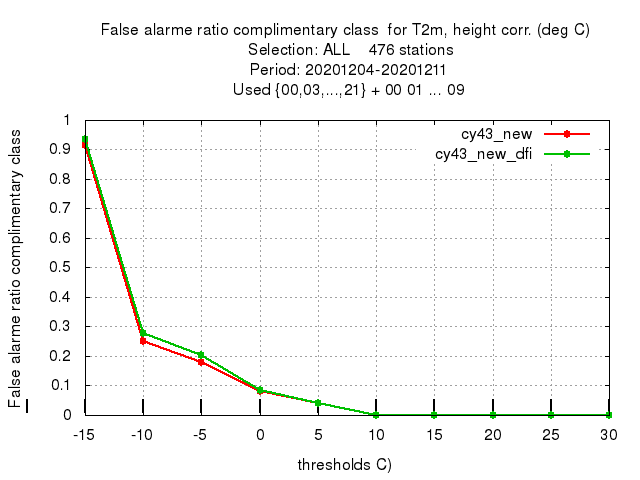 False alarme ratio complimentary class  for T2m, height corr. (deg C)
Selection: ALL    476 stations
Period: 20201204-20201211
Used {00,03,...,21} + 00 01 ... 09
False alarme ratio complimentary class
1
0.9
0.8
0.7
0.6
0.5
0.4
0.3
0.2
0.1
0
cy43_new
cy43_new_dfi
-15 -10 -5 0 5 10 15 20 25 30
thresholds C)